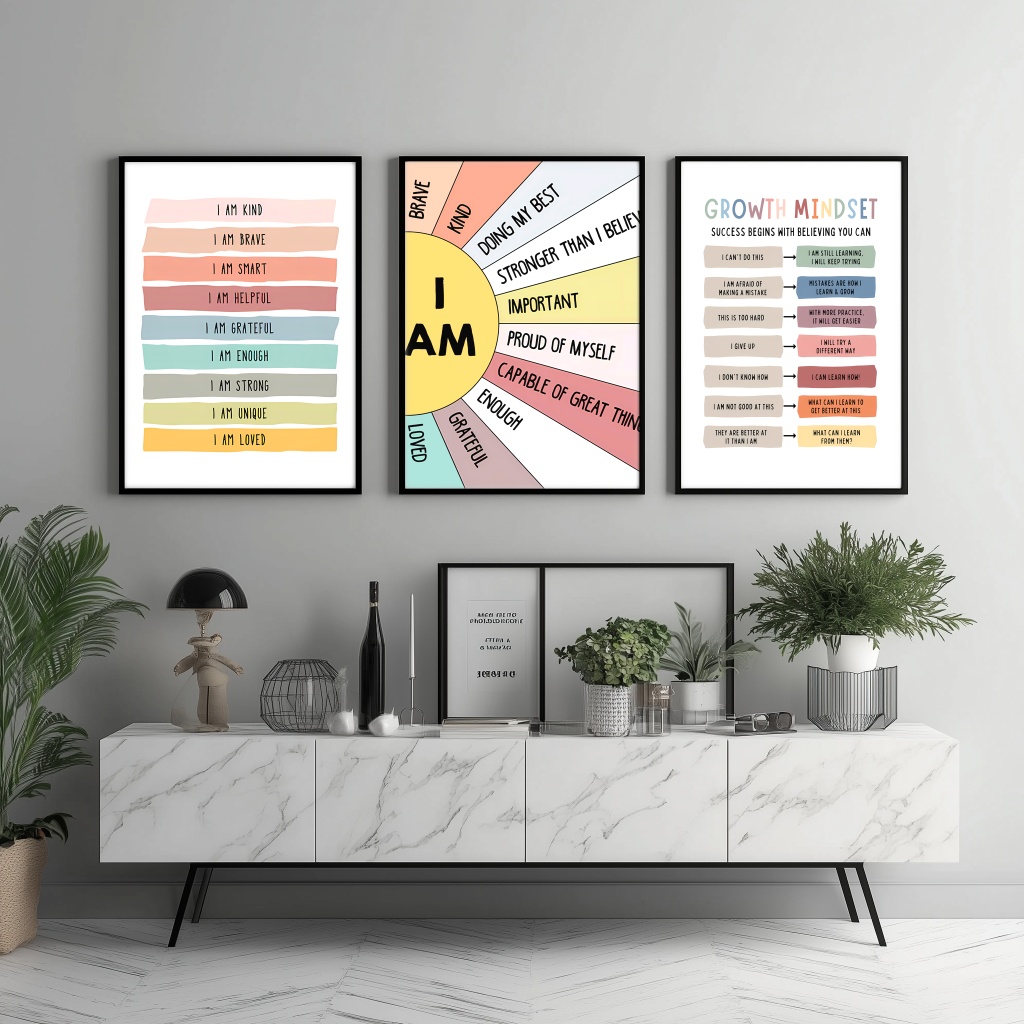 I AM KIND
I AM BRAVE
I AM SMART
I AM HELPFUL
I AM GRATEFUL
I AM ENOUGH
I AM STRONG
I AM UNIQUE
I AM LOVED
I
AM
BRAVE
KIND
DOING MY BEST
STRONGER THAN I BELIEV
IMPORTANT
PROUD OF MYSELF
CAPABLE OF GREAT THIN
ENOUGH
GRATEFUL
LOVED
GROWTH MINDSET
SUCCESS BEGINS WITH BELIEVING YOU CAN
I CAN'T DO THIS
I AM STILL LEARNING,
I WILL KEEP TRYING
I AM AFRAID OF
MAKING A MISTAKE
MISTAKES ARE HOW I
LEARN & GROW
THIS IS TOO HARD
WITH MORE PRACTICE,
IT WILL GET EASIER
I GIVE UP
I WILL TRY A
DIFFERENT WAY
I DON'T KNOW HOW
I CAN LEARN HOW!
I AM NOT GOOD AT THIS
WHAT CAN I LEARN TO
GET BETTER AT THIS
THEY ARE BETTER AT
IT THAN I AM
WHAT CAN I LEARN
FROM THEM?